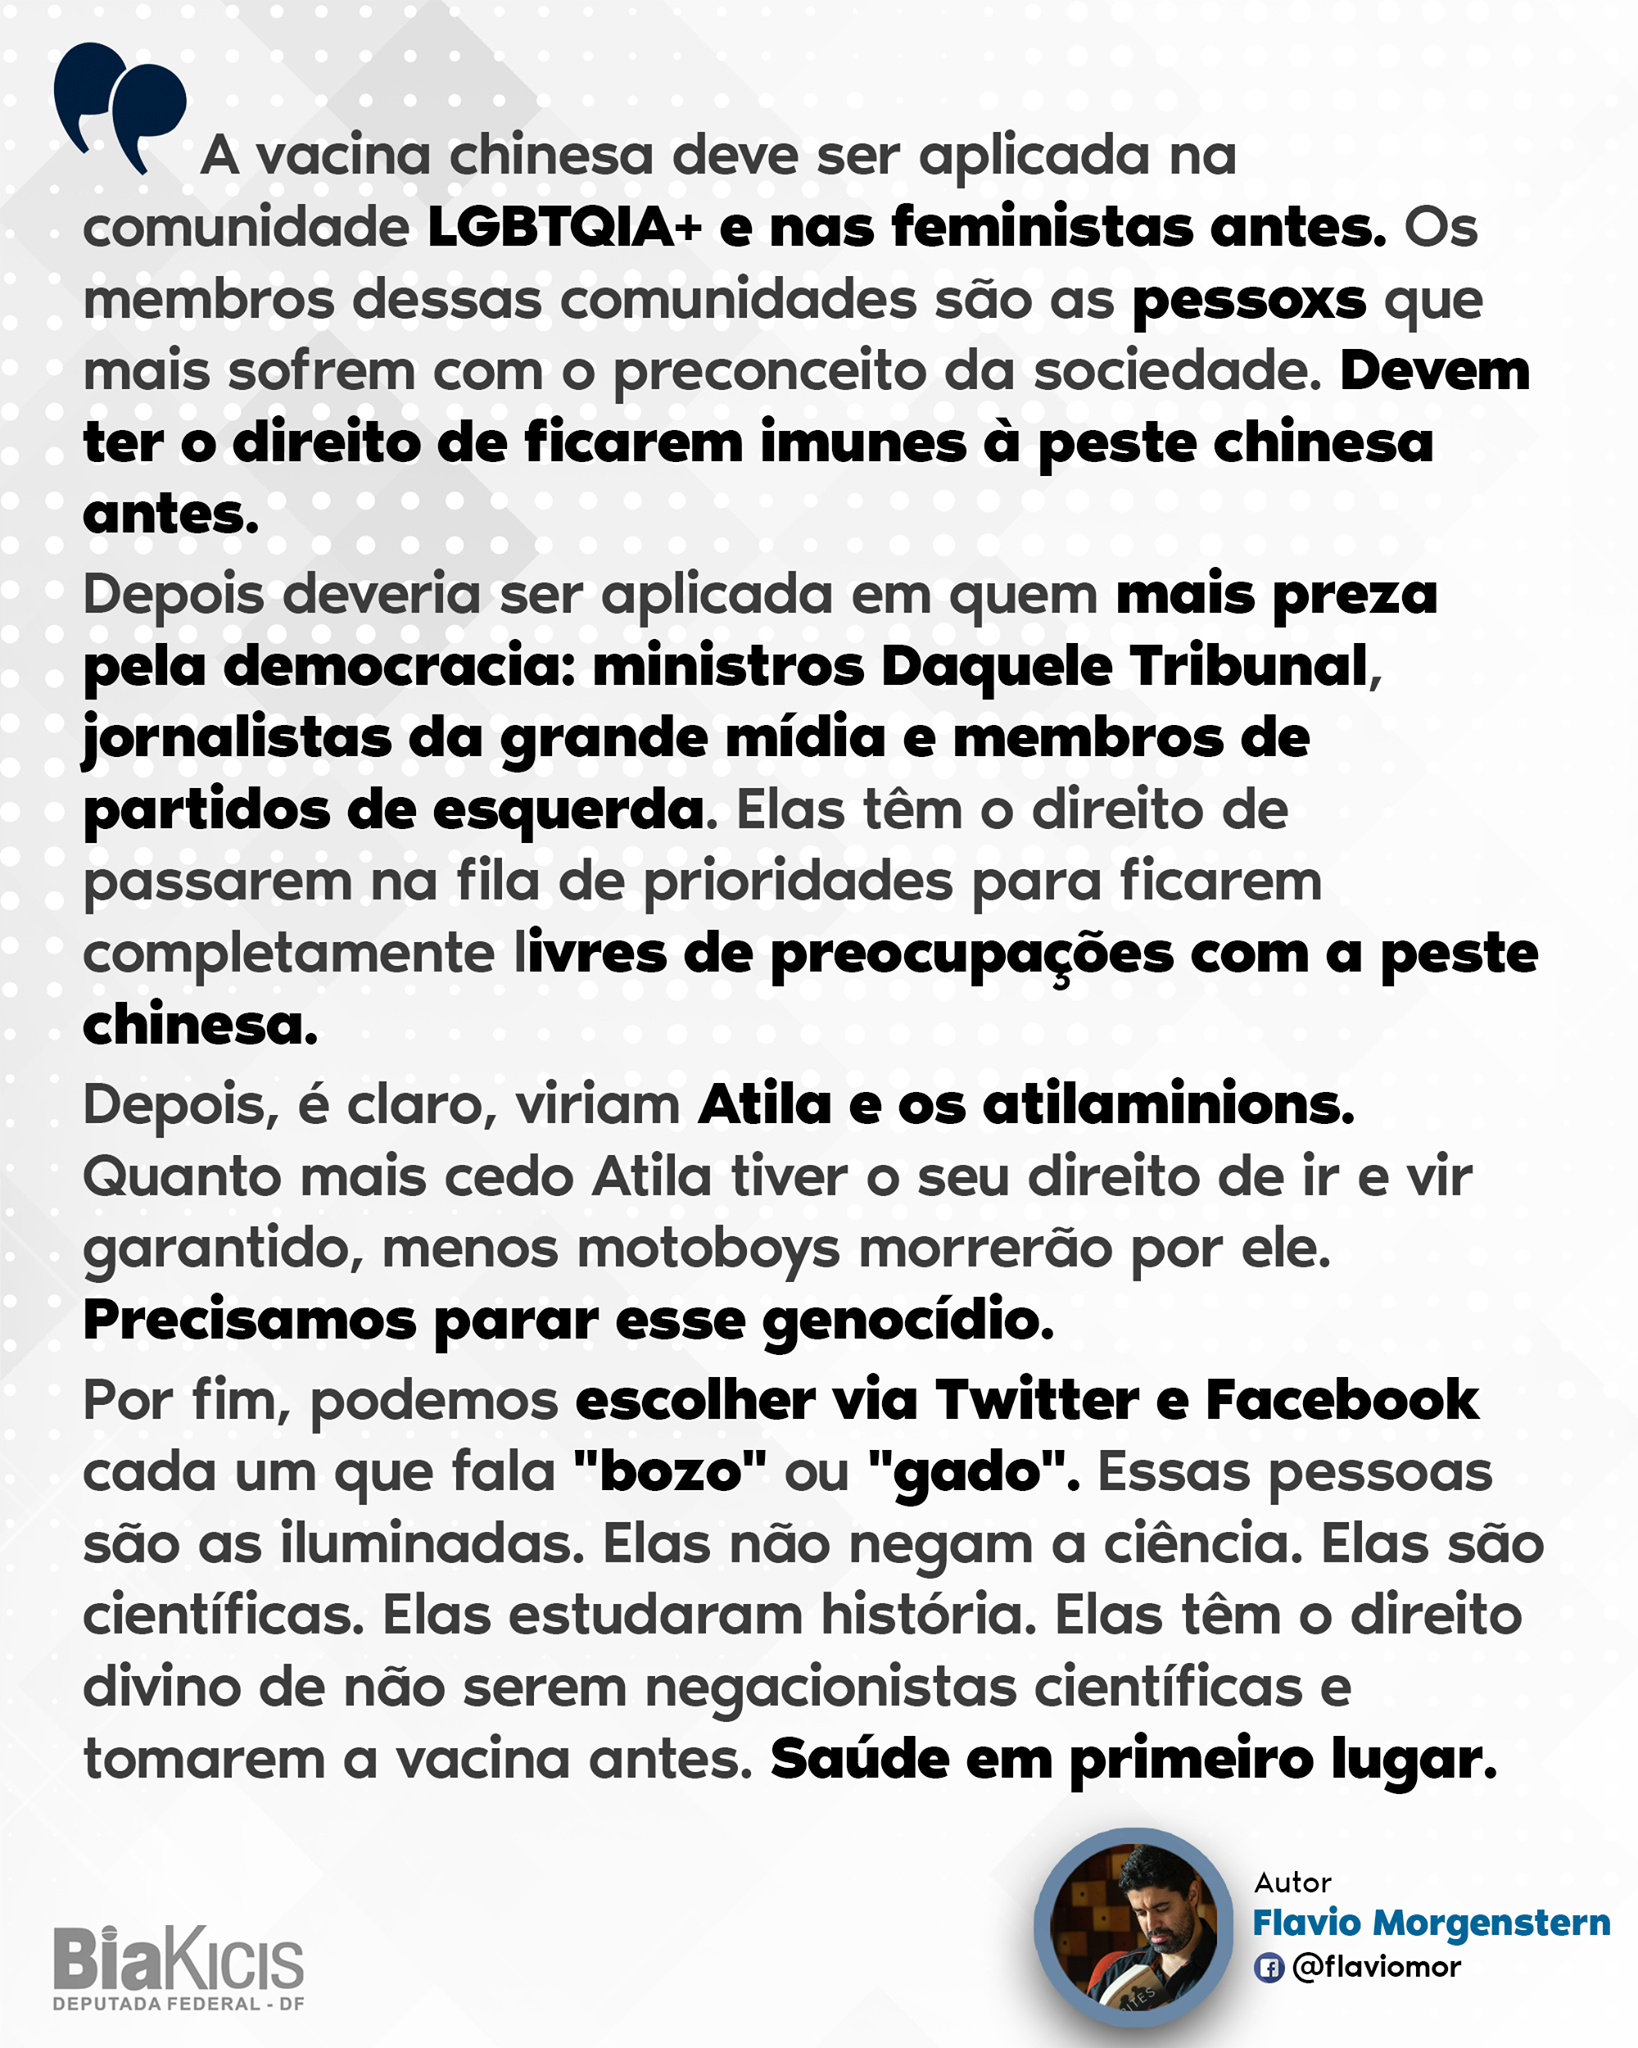 A vacina chinesa deve ser aplicada na
comunidade LGBTQIA+ e nas feministas antes. Os
membros dessas comunidades são as pessoxs que
mais sofrem com o preconceito da sociedade. Devem
ter o direito de ficarem imunes à peste chinesa
antes.
Depois deveria ser aplicada em quem mais preza
pela democracia: ministros Daquele Tribunal,
jornalistas da grande mídia e membros de
partidos de esquerda. Elas têm o direito de
passarem na fila de prioridades para ficarem
completamente livres de preocupações com a peste
chinesa.
Depois, é claro, viriam Atila e os atilaminions.
Quanto mais cedo Atila tiver o seu direito de ir e vir
garantido, menos motoboys morrerão por ele.
Precisamos parar esse genocídio.
Por fim, podemos escolher via Twitter e Facebook
cada um que fala "bozo" ou "gado". Essas pessoas
são as iluminadas. Elas não negam a ciência. Elas são
científicas. Elas estudaram história. Elas têm o direito
divino de não serem negacionistas científicas e
tomarem a vacina antes. Saúde em primeiro lugar.
Autor
Flavio Morgenstern
@flaviomor
BiaKicis
DEPUTADA FEDERAL - DF